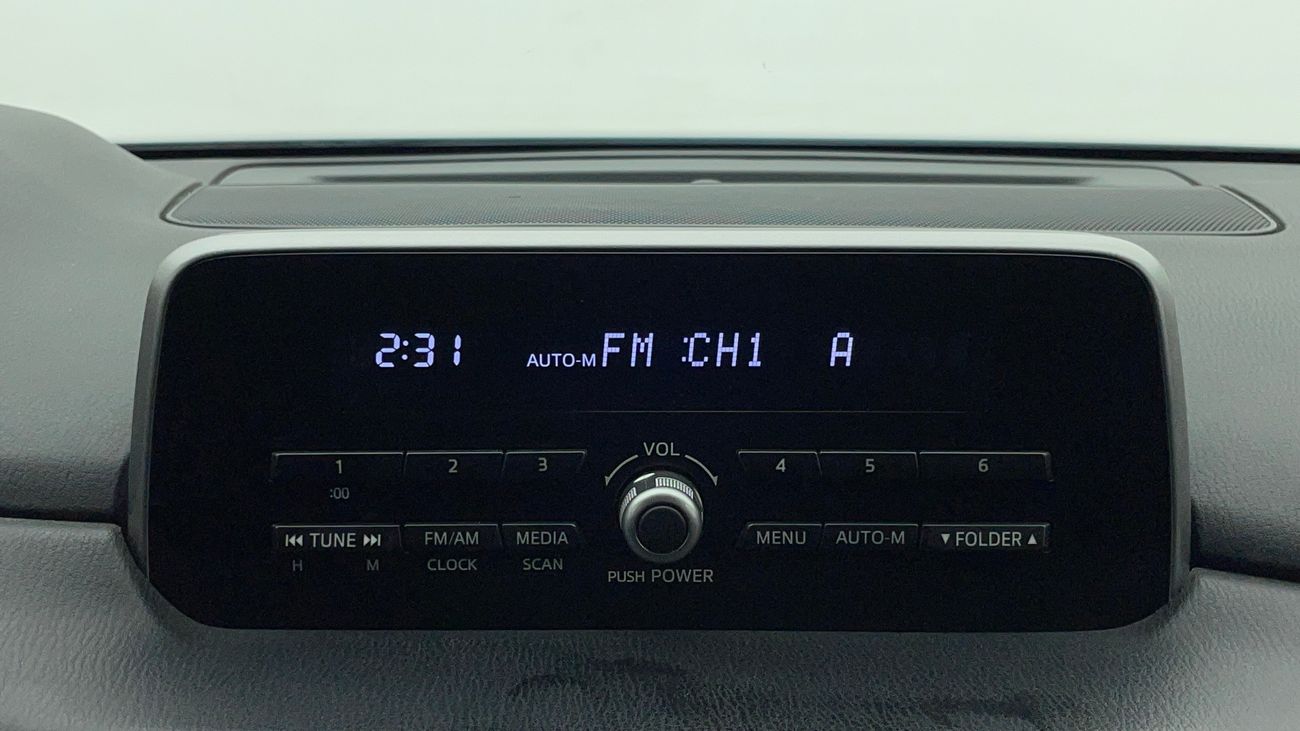 2:31 AUTO-M FM :CH1 A
VOL
1 2 3 4 5 6
:00
⏮ TUNE ⏭ FM/AM MEDIA MENU AUTO-M ▼ FOLDER ▲
H M CLOCK SCAN
PUSH POWER